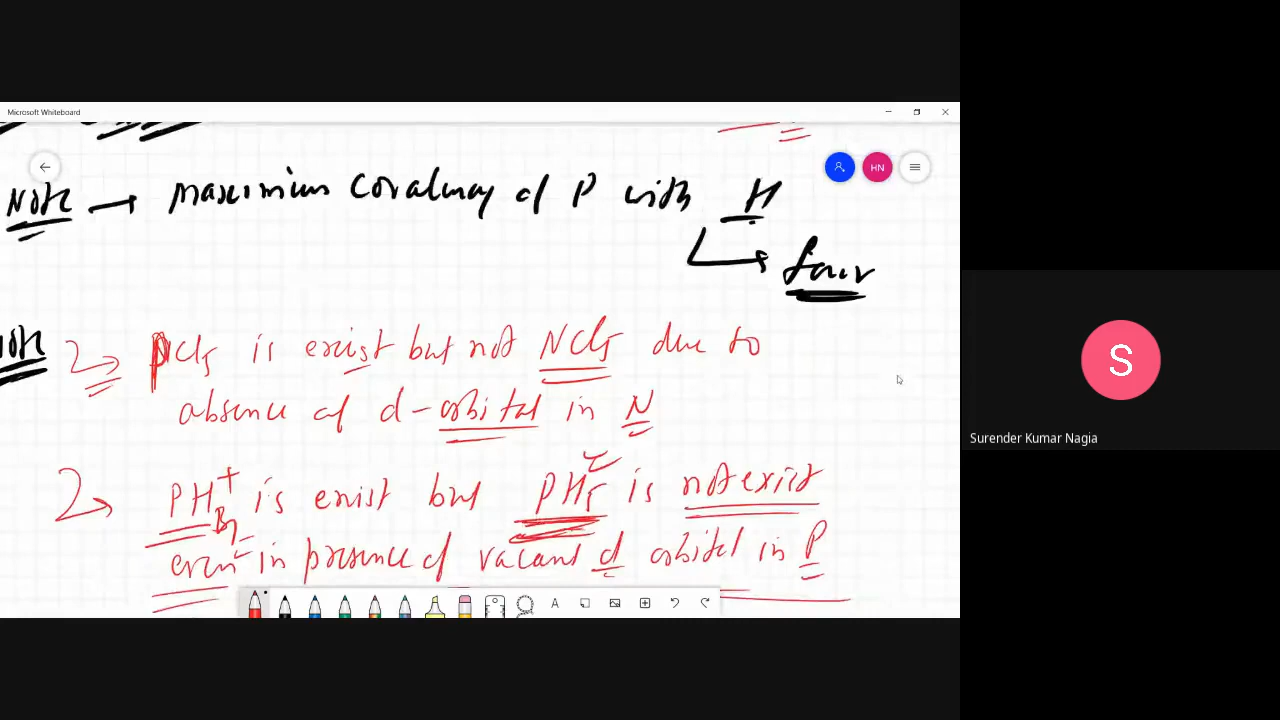 Microsoft Whiteboard
HN
Note → maximum covalency of P with H
four
Note PCl5 is exist but not NCl5 due to
absence of d-orbital in N
PH4+ is exist but PH5 is not exist
even in presence of vacant d orbital in P
A
S
Surender Kumar Nagia